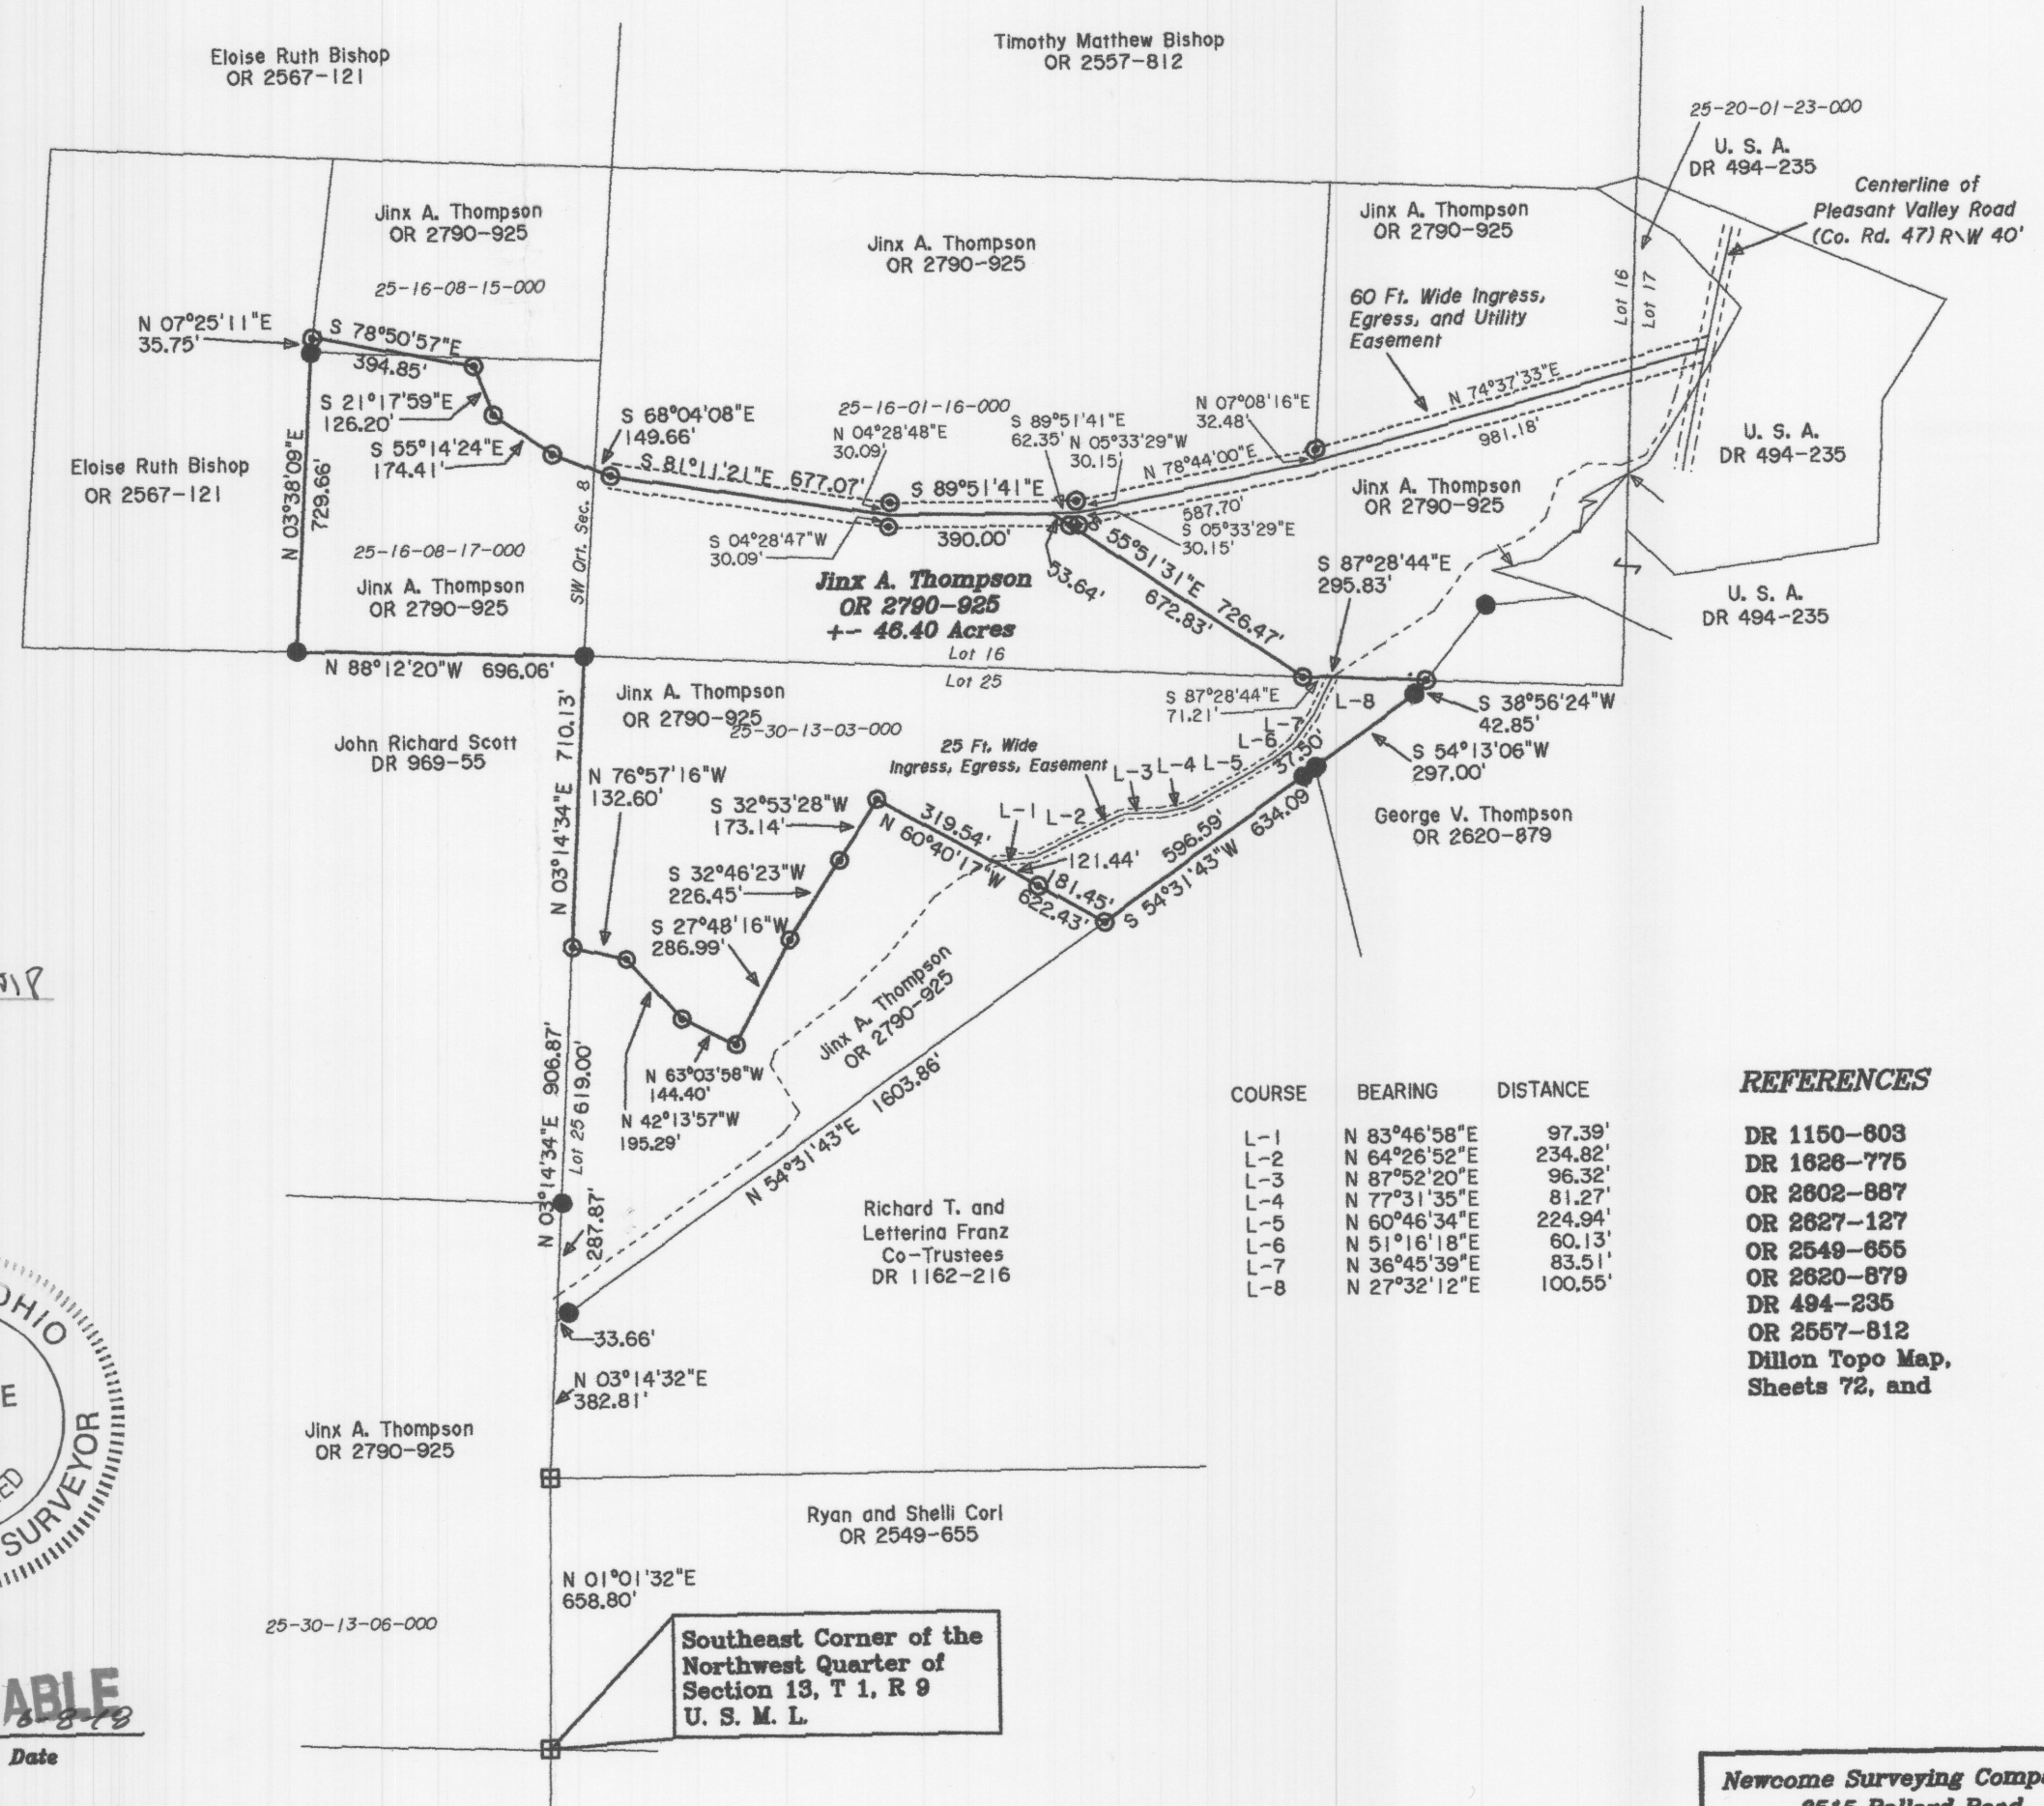 Eloise Ruth Bishop
OR 2567-121
Timothy Matthew Bishop
OR 2557-812
25-20-01-23-000
U. S. A.
DR 494-235
Centerline of
Pleasant Valley Road
(Co. Rd. 47) R\W 40'
Jinx A. Thompson
OR 2790-925
25-16-08-15-000
Jinx A. Thompson
OR 2790-925
Jinx A. Thompson
OR 2790-925
Lot 16
Lot 17
60 Ft. Wide Ingress,
Egress, and Utility
Easement
N 07°25'11"E
35.75'
S 78°50'57"E
394.85'
S 21°17'59"E
126.20'
S 55°14'24"E
174.41'
S 68°04'08"E
149.66'
25-16-01-16-000
N 04°28'48"E
30.09'
S 89°51'41"E
62.35'
N 05°33'29"W
30.15'
N 07°08'16"E
32.48'
N 74°37'33"E
981.18'
N 78°44'00"E
587.70'
S 81°11'21"E 677.07'
S 89°51'41"E
390.00'
S 04°28'47"W
30.09'
S 05°33'29"E
30.15'
Eloise Ruth Bishop
OR 2567-121
N 03°38'09"E
729.66'
25-16-08-17-000
Jinx A. Thompson
OR 2790-925
SW Qrt. Sec. 8
Jinx A. Thompson
OR 2790-925
+- 46.40 Acres
Lot 16
Lot 25
S 55°51'31"E 726.47'
53.64'
672.83'
S 87°28'44"E
295.83'
Jinx A. Thompson
OR 2790-925
U. S. A.
DR 494-235
U. S. A.
DR 494-235
N 88°12'20"W 696.06'
Jinx A. Thompson
OR 2790-925
25-30-13-03-000
S 87°28'44"E
71.21'
L-8
L-7
L-6
37.50'
S 38°56'24"W
42.85'
S 54°13'06"W
297.00'
John Richard Scott
DR 969-55
N 03°14'34"E 710.13'
N 76°57'16"W
132.60'
25 Ft. Wide
Ingress, Egress, Easement
L-3 L-4 L-5
L-1 L-2
S 32°53'28"W
173.14'
319.54'
N 60°40'17"W
121.44'
181.45'
622.43'
596.59'
S 54°31'43"W 634.09'
George V. Thompson
OR 2620-879
S 32°46'23"W
226.45'
S 27°48'16"W
286.99'
Jinx A. Thompson
OR 2790-925
N 63°03'58"W
144.40'
N 42°13'57"W
195.29'
N 03°14'34"E 906.87'
Lot 25
619.00'
287.87'
N 54°31'43"E 1603.86'
33.66'
N 03°14'32"E
382.81'
Richard T. and
Letterina Franz
Co-Trustees
DR 1162-216
COURSE BEARING DISTANCE
L-1 N 83°46'58"E 97.39'
L-2 N 64°26'52"E 234.82'
L-3 N 87°52'20"E 96.32'
L-4 N 77°31'35"E 81.27'
L-5 N 60°46'34"E 224.94'
L-6 N 51°16'18"E 60.13'
L-7 N 36°45'39"E 83.51'
L-8 N 27°32'12"E 100.55'
REFERENCES
DR 1150-603
DR 1626-775
OR 2602-887
OR 2627-127
OR 2549-655
OR 2620-879
DR 494-235
OR 2557-812
Dillon Topo Map,
Sheets 72, and
Jinx A. Thompson
OR 2790-925
Ryan and Shelli Corl
OR 2549-655
N 01°01'32"E
658.80'
25-30-13-06-000
Southeast Corner of the
Northwest Quarter of
Section 13, T 1, R 9
U. S. M. L.
OHIO
SURVEYOR
ABLE
Date
Newcome Surveying